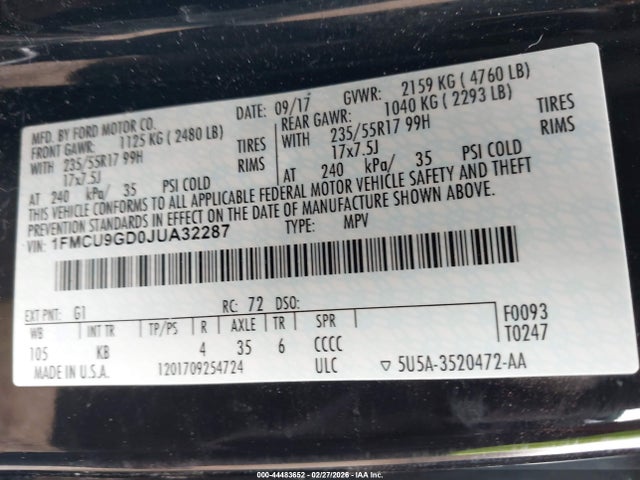 MFD. BY FORD MOTOR CO. DATE: 09/17 GVWR: 2159 KG ( 4760 LB)
FRONT GAWR: 1125 KG ( 2480 LB) REAR GAWR: 1040 KG ( 2293 LB)
WITH 235/55R17 99H TIRES WITH 235/55R17 99H TIRES
17x7.5J RIMS 17x7.5J RIMS
AT 240 kPa/ 35 PSI COLD AT 240 kPa/ 35 PSI COLD
THIS VEHICLE CONFORMS TO ALL APPLICABLE FEDERAL MOTOR VEHICLE SAFETY AND THEFT
PREVENTION STANDARDS IN EFFECT ON THE DATE OF MANUFACTURE SHOWN ABOVE.
VIN: 1FMCU9GD0JUA32287 TYPE: MPV
EXT PNT: G1 RC: 72 DSO: F0093
WB INT TR TP/PS R AXLE TR SPR T0247
105 KB 4 35 6 CCCC
MADE IN U.S.A. 1201709254724 ULC ▽ 5U5A-3520472-AA
000-44483652 - 02/27/2026 - IAA Inc.